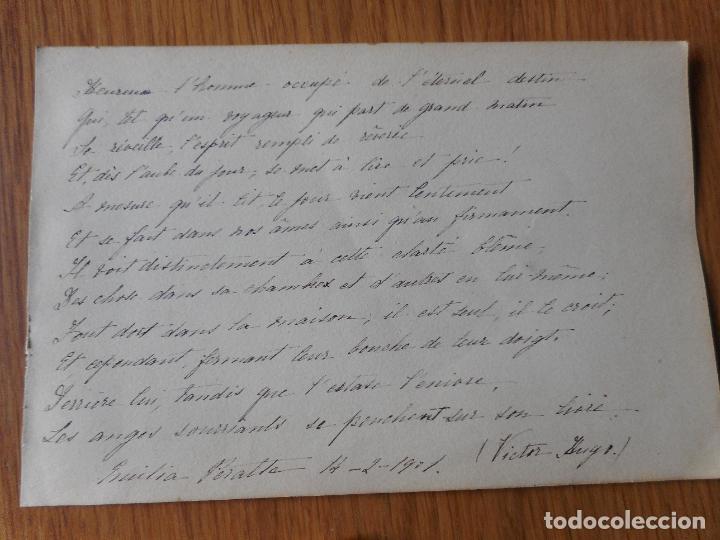 Heureux l'homme occupé de l'éternel destin
Qui, tel qu'un voyageur qui part de grand matin
Se réveille, l'esprit rempli de rêverie
Et, dès l'aube du jour, se met à lire et prie!
A mesure qu'il lit, le jour vient lentement
Et se fait dans nos âmes ainsi qu'au firmament.
Il voit distinctement à cette clarté blême,
Des chose dans sa chambre et d'autres en lui-même;
Tout dort dans la maison; il est seul, il le croit;
Et cependant, fermant leur bouche de leur doigt,
Derrière lui, tandis que l'extase l'enivre,
Les anges souriants se penchent sur son livre.
Emilia Peralta 14-2-1901. (Victor Hugo.)
todocoleccion